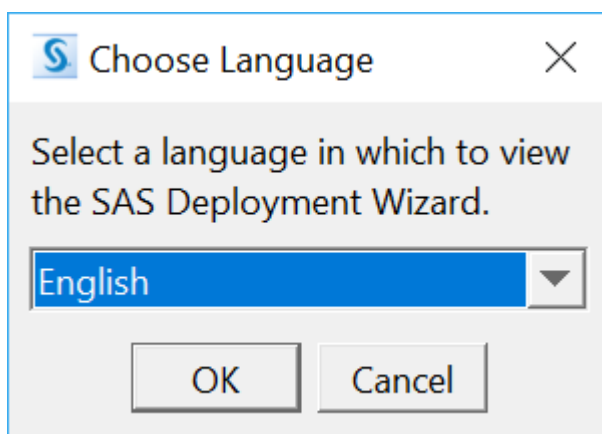 Choose Language
Select a language in which to view
the SAS Deployment Wizard.
English
OK Cancel